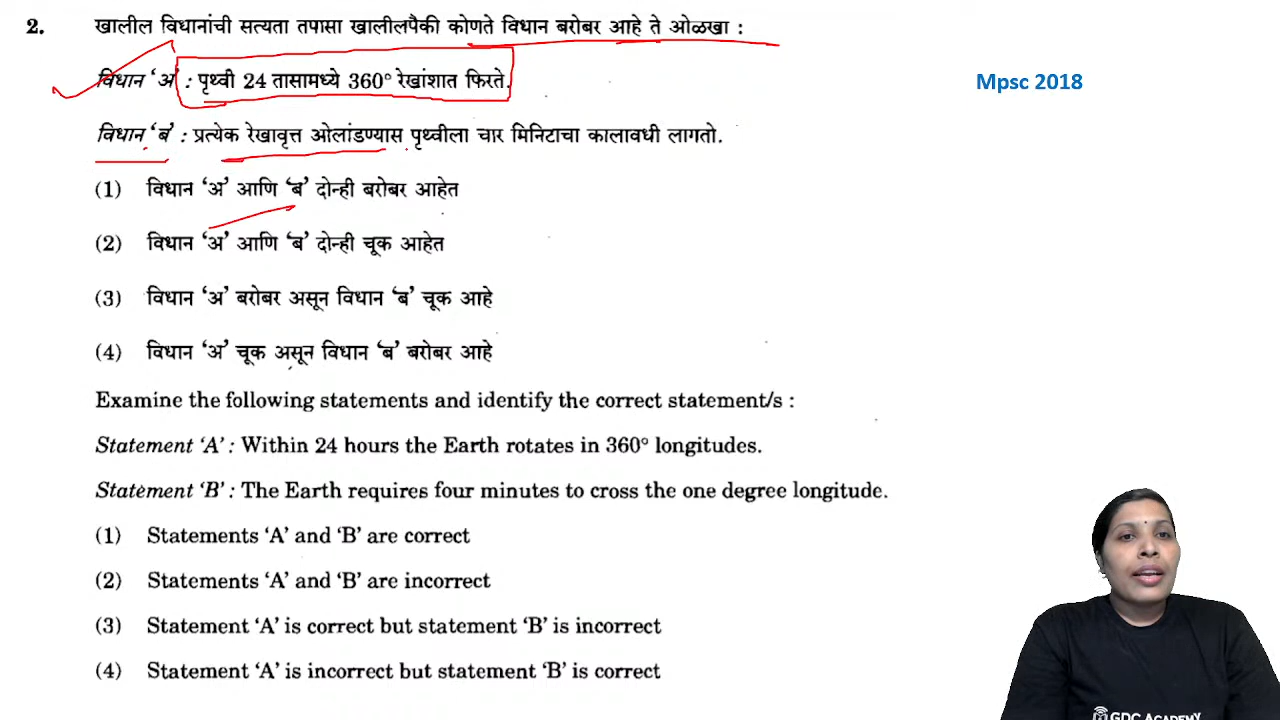 2. खालील विधानांची सत्यता तपासा खालीलपैकी कोणते विधान बरोबर आहे ते ओळखा :
विधान ‘अ’ : पृथ्वी 24 तासामध्ये 360° रेखांशात फिरते.
Mpsc 2018
विधान ‘ब’ : प्रत्येक रेखावृत्त ओलांडण्यास पृथ्वीला चार मिनिटाचा कालावधी लागतो.
(1) विधान ‘अ’ आणि ‘ब’ दोन्ही बरोबर आहेत
(2) विधान ‘अ’ आणि ‘ब’ दोन्ही चूक आहेत
(3) विधान ‘अ’ बरोबर असून विधान ‘ब’ चूक आहे
(4) विधान ‘अ’ चूक असून विधान ‘ब’ बरोबर आहे
Examine the following statements and identify the correct statement/s :
Statement ‘A’ : Within 24 hours the Earth rotates in 360° longitudes.
Statement ‘B’ : The Earth requires four minutes to cross the one degree longitude.
(1) Statements ‘A’ and ‘B’ are correct
(2) Statements ‘A’ and ‘B’ are incorrect
(3) Statement ‘A’ is correct but statement ‘B’ is incorrect
(4) Statement ‘A’ is incorrect but statement ‘B’ is correct
GDC ACADEMY